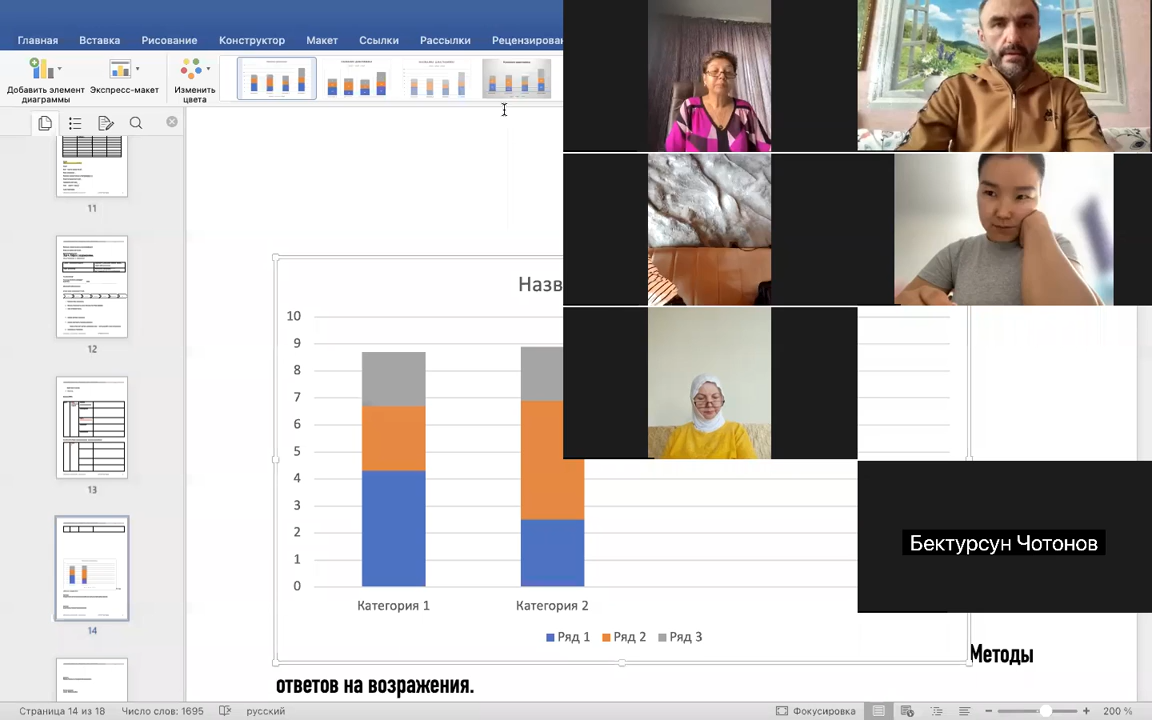 Главная Вставка Рисование Конструктор Макет Ссылки Рассылки Рецензирован
Добавить элемент диаграммы
Экспресс-макет
Изменить цвета
11
12
13
14
Назв
10
9
8
7
6
5
4
3
2
1
0
Категория 1 Категория 2
Ряд 1 Ряд 2 Ряд 3
Методы
ответов на возражения.
Бектурсун Чотонов
Страница 14 из 18 Число слов: 1695 русский Фокусировка 200 %